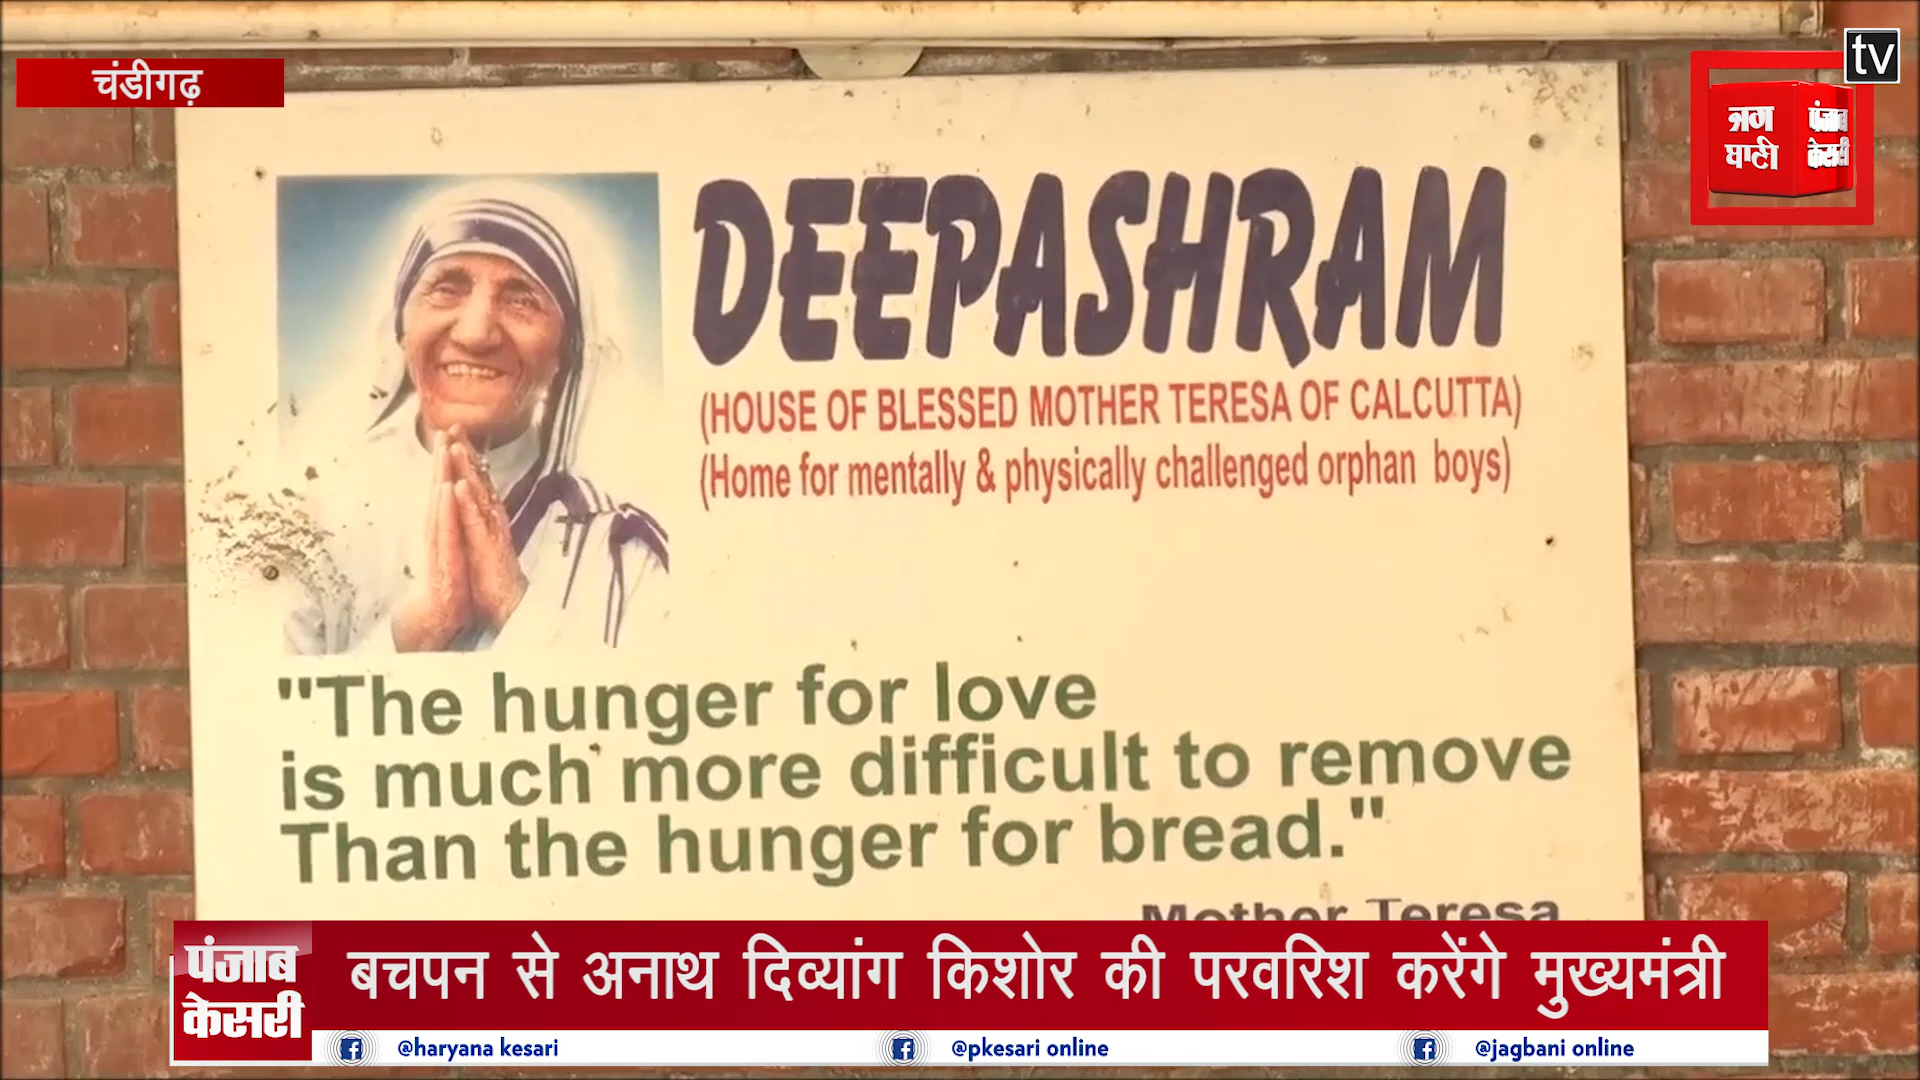 चंडीगढ़
tv
ਜਗ
ਬਾਣੀ
पंजाब
केसरी
DEEPASHRAM
(HOUSE OF BLESSED MOTHER TERESA OF CALCUTTA)
(Home for mentally & physically challenged orphan boys)
"The hunger for love
is much more difficult to remove
Than the hunger for bread."
Mother Teresa
पंजाब
केसरी
बचपन से अनाथ दिव्यांग किशोर की परवरिश करेंगे मुख्यमंत्री
@haryana kesari
@pkesari online
@jagbani online